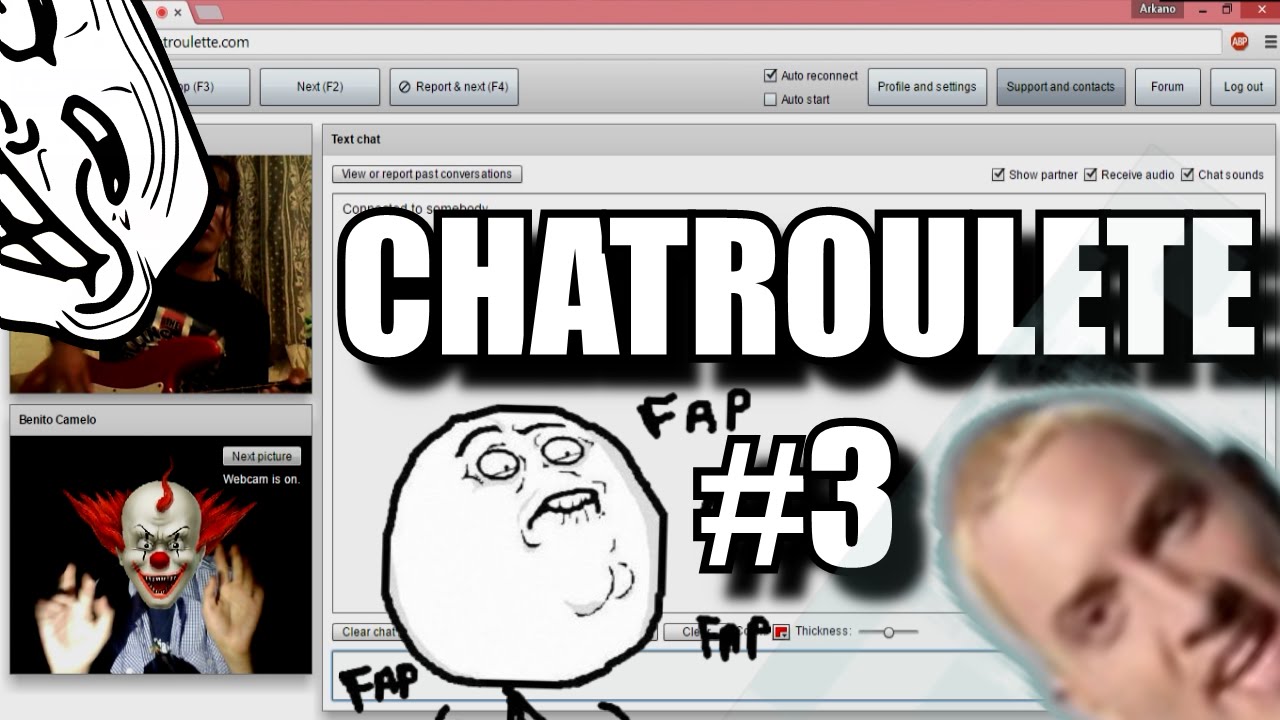 Arkano
troulette.com
ABP
op (F3)
Next (F2)
Report & next (F4)
Auto reconnect
Auto start
Profile and settings
Support and contacts
Forum
Log out
Text chat
View or report past conversations
Show partner
Receive audio
Chat sounds
Connected to somebody
CHATROULETE
#3
FAP
Benito Camelo
Next picture
Webcam is on.
Clear chat
Thickness:
FAP
FAP